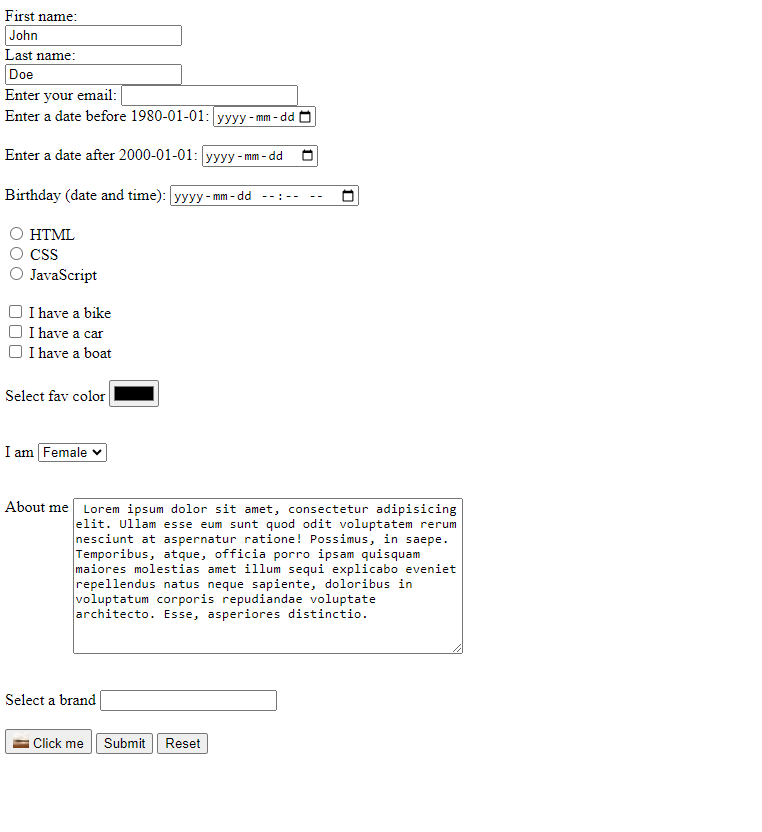 First name:
John
Last name:
Doe
Enter your email:
Enter a date before 1980-01-01: yyyy-mm-dd
Enter a date after 2000-01-01: yyyy-mm-dd
Birthday (date and time): yyyy-mm-dd --:-- --
HTML
CSS
JavaScript
I have a bike
I have a car
I have a boat
Select fav color
I am Female
About me Lorem ipsum dolor sit amet, consectetur adipisicing
elit. Ullam esse eum sunt quod odit voluptatem rerum
nesciunt at aspernatur ratione! Possimus, in saepe.
Temporibus, atque, officia porro ipsam quisquam
maiores molestias amet illum sequi explicabo eveniet
repellendus natus neque sapiente, doloribus in
voluptatum corporis repudiandae voluptate
architecto. Esse, asperiores distinctio.
Select a brand
Click me Submit Reset